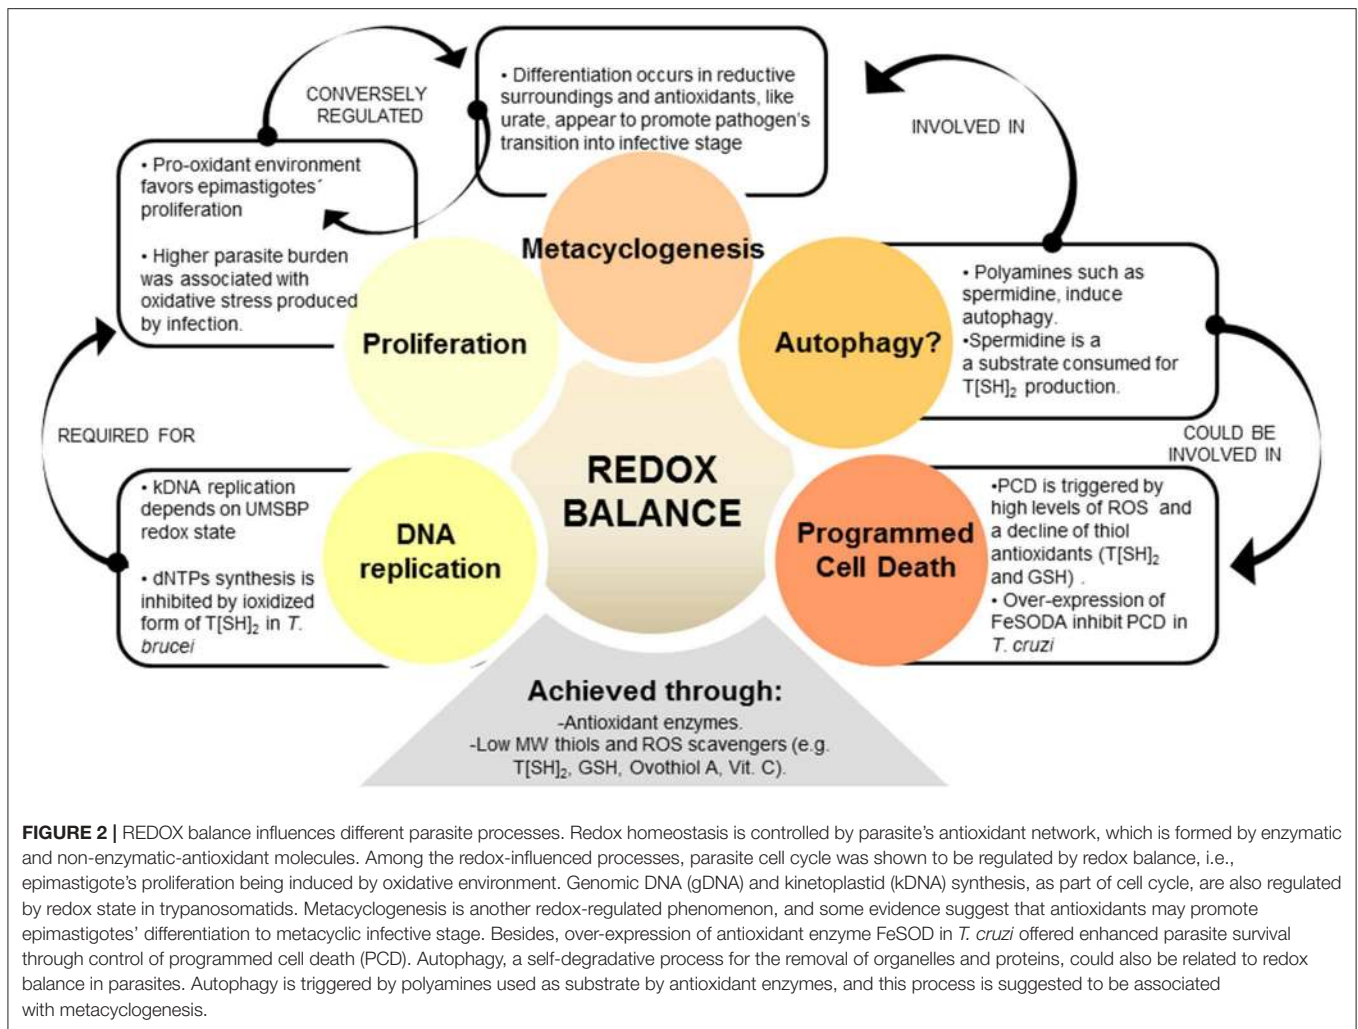 • Differentiation occurs in reductive
surroundings and antioxidants, like
urate, appear to promote pathogen's
transition into infective stage
CONVERSELY
REGULATED
INVOLVED IN
• Pro-oxidant environment
favors epimastigotes´
proliferation
• Higher parasite burden
was associated with
oxidative stress produced
by infection.
Metacyclogenesis
Proliferation
Autophagy?
• Polyamines such as
spermidine, induce
autophagy.
•Spermidine is a
a substrate consumed for
T[SH]₂ production.
REQUIRED FOR
COULD BE
INVOLVED IN
REDOX
BALANCE
• kDNA replication
depends on UMSBP
redox state
• dNTPs synthesis is
inhibited by ioxidized
form of T[SH]₂ in T.
brucei
DNA
replication
Programmed
Cell Death
•PCD is triggered by
high levels of ROS and
a decline of thiol
antioxidants (T[SH]₂
and GSH) .
• Over-expression of
FeSODA inhibit PCD in
T. cruzi
Achieved through:
-Antioxidant enzymes.
-Low MW thiols and ROS scavengers (e.g.
T[SH]₂, GSH, Ovothiol A, Vit. C).
FIGURE 2 | REDOX balance influences different parasite processes. Redox homeostasis is controlled by parasite's antioxidant network, which is formed by enzymatic
and non-enzymatic-antioxidant molecules. Among the redox-influenced processes, parasite cell cycle was shown to be regulated by redox balance, i.e.,
epimastigote's proliferation being induced by oxidative environment. Genomic DNA (gDNA) and kinetoplastid (kDNA) synthesis, as part of cell cycle, are also regulated
by redox state in trypanosomatids. Metacyclogenesis is another redox-regulated phenomenon, and some evidence suggest that antioxidants may promote
epimastigotes' differentiation to metacyclic infective stage. Besides, over-expression of antioxidant enzyme FeSOD in T. cruzi offered enhanced parasite survival
through control of programmed cell death (PCD). Autophagy, a self-degradative process for the removal of organelles and proteins, could also be related to redox
balance in parasites. Autophagy is triggered by polyamines used as substrate by antioxidant enzymes, and this process is suggested to be associated
with metacyclogenesis.